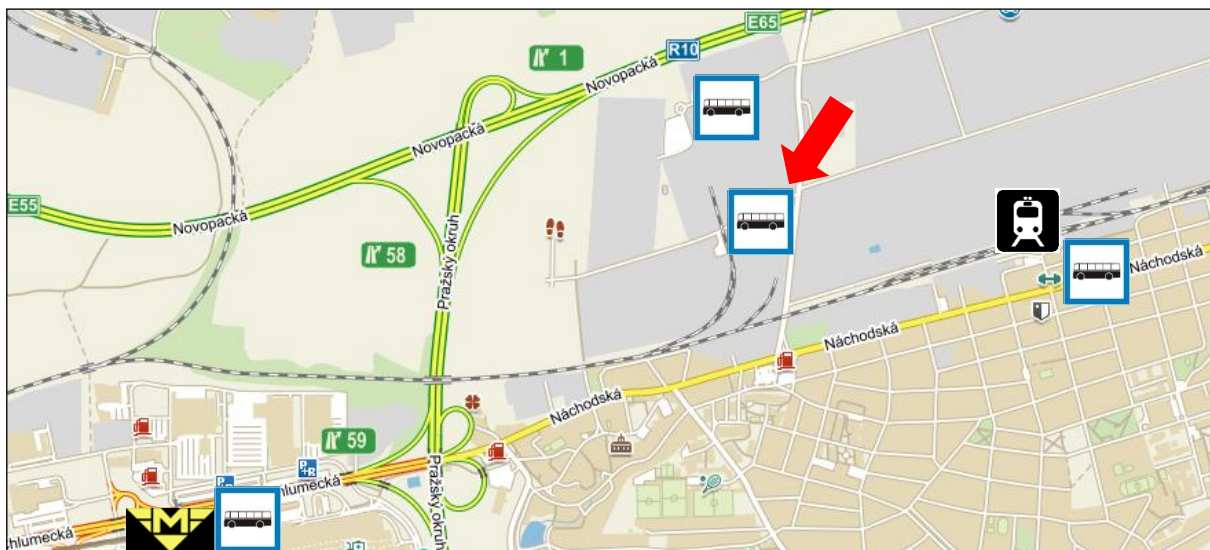 E65
R10
1
Novopacká
Novopacká
E55
Novopacká
58
Pražský okruh
Náchodská
Náchodská
Náchodská
59
P+R
Pražský okruh
hlumecká
hlumecká
M